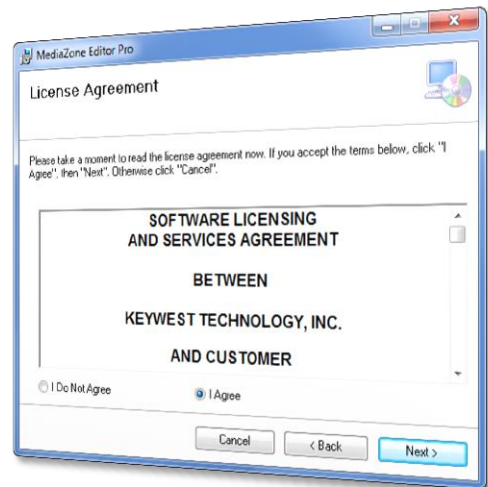 MediaZone Editor Pro
License Agreement
Please take a moment to read the license agreement now. If you accept the terms below, click "I
Agree", then "Next". Otherwise click "Cancel".
SOFTWARE LICENSING
AND SERVICES AGREEMENT
BETWEEN
KEYWEST TECHNOLOGY, INC.
AND CUSTOMER
I Do Not Agree
I Agree
Cancel
< Back
Next >